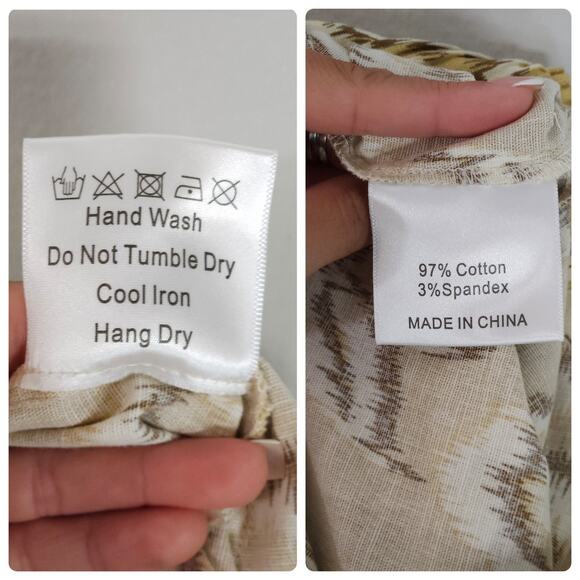 Hand Wash
Do Not Tumble Dry
Cool Iron
Hang Dry
97% Cotton
3%Spandex
MADE IN CHINA